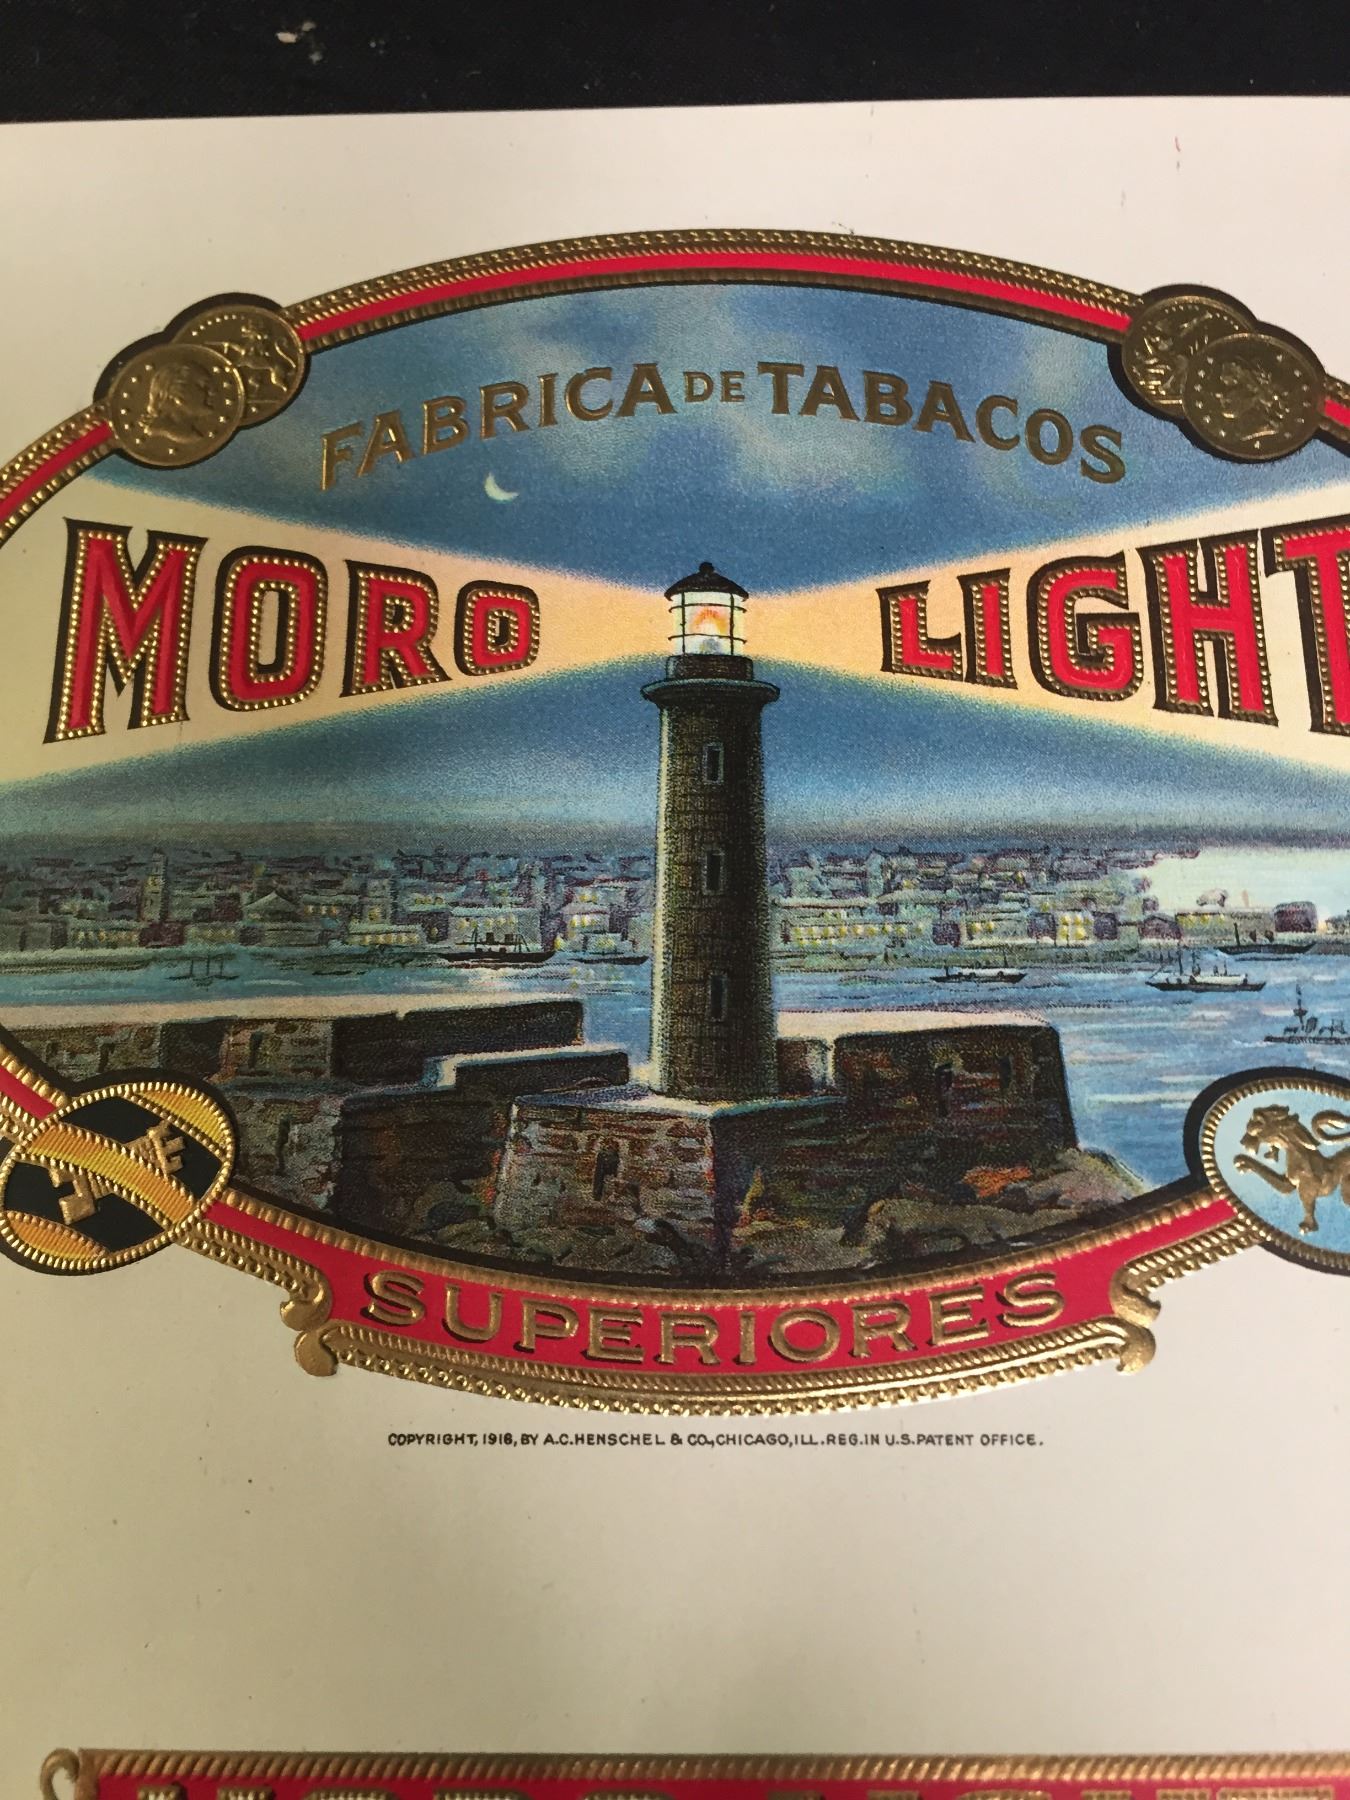 FABRICA DE TABACOS
MORO LIGHT
SUPERIORES
COPYRIGHT, 1916, BY A.C. HENSCHEL & CO., CHICAGO, ILL. REG. IN U.S. PATENT OFFICE.